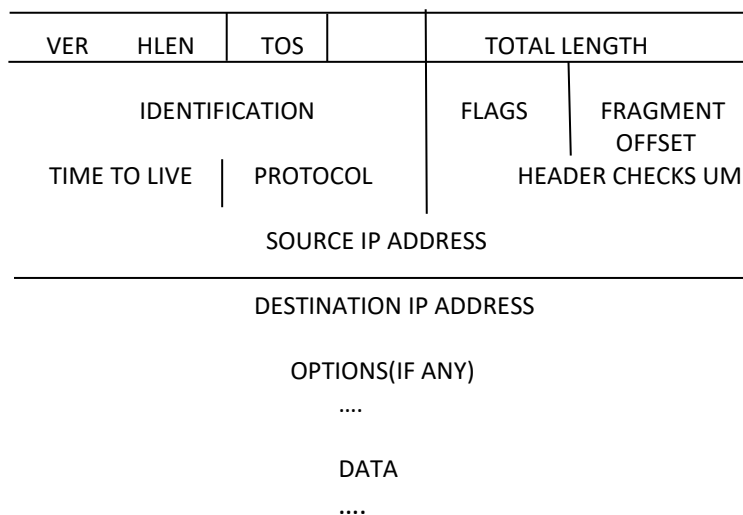 VER HLEN TOS TOTAL LENGTH
IDENTIFICATION FLAGS FRAGMENT
OFFSET
TIME TO LIVE PROTOCOL HEADER CHECKS UM
SOURCE IP ADDRESS
DESTINATION IP ADDRESS
OPTIONS(IF ANY)
....
DATA
....